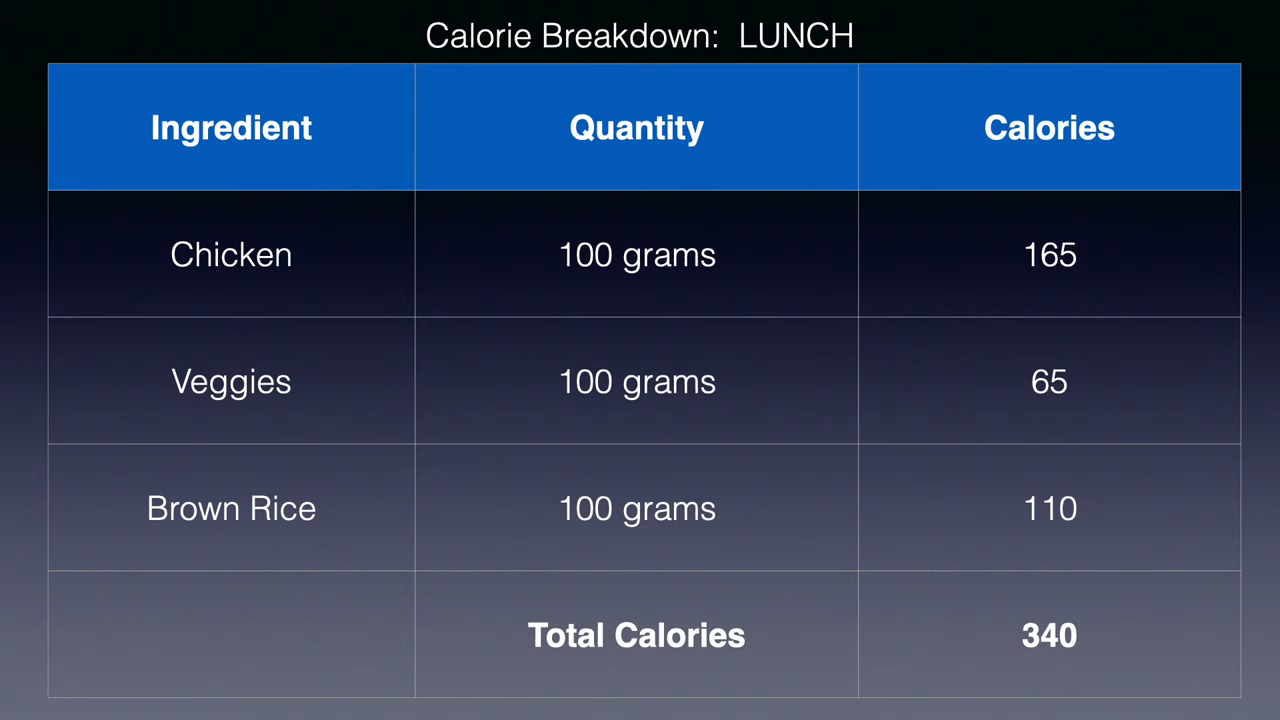 Calorie Breakdown:  LUNCH
Ingredient Quantity Calories
Chicken 100 grams 165
Veggies 100 grams 65
Brown Rice 100 grams 110
Total Calories 340